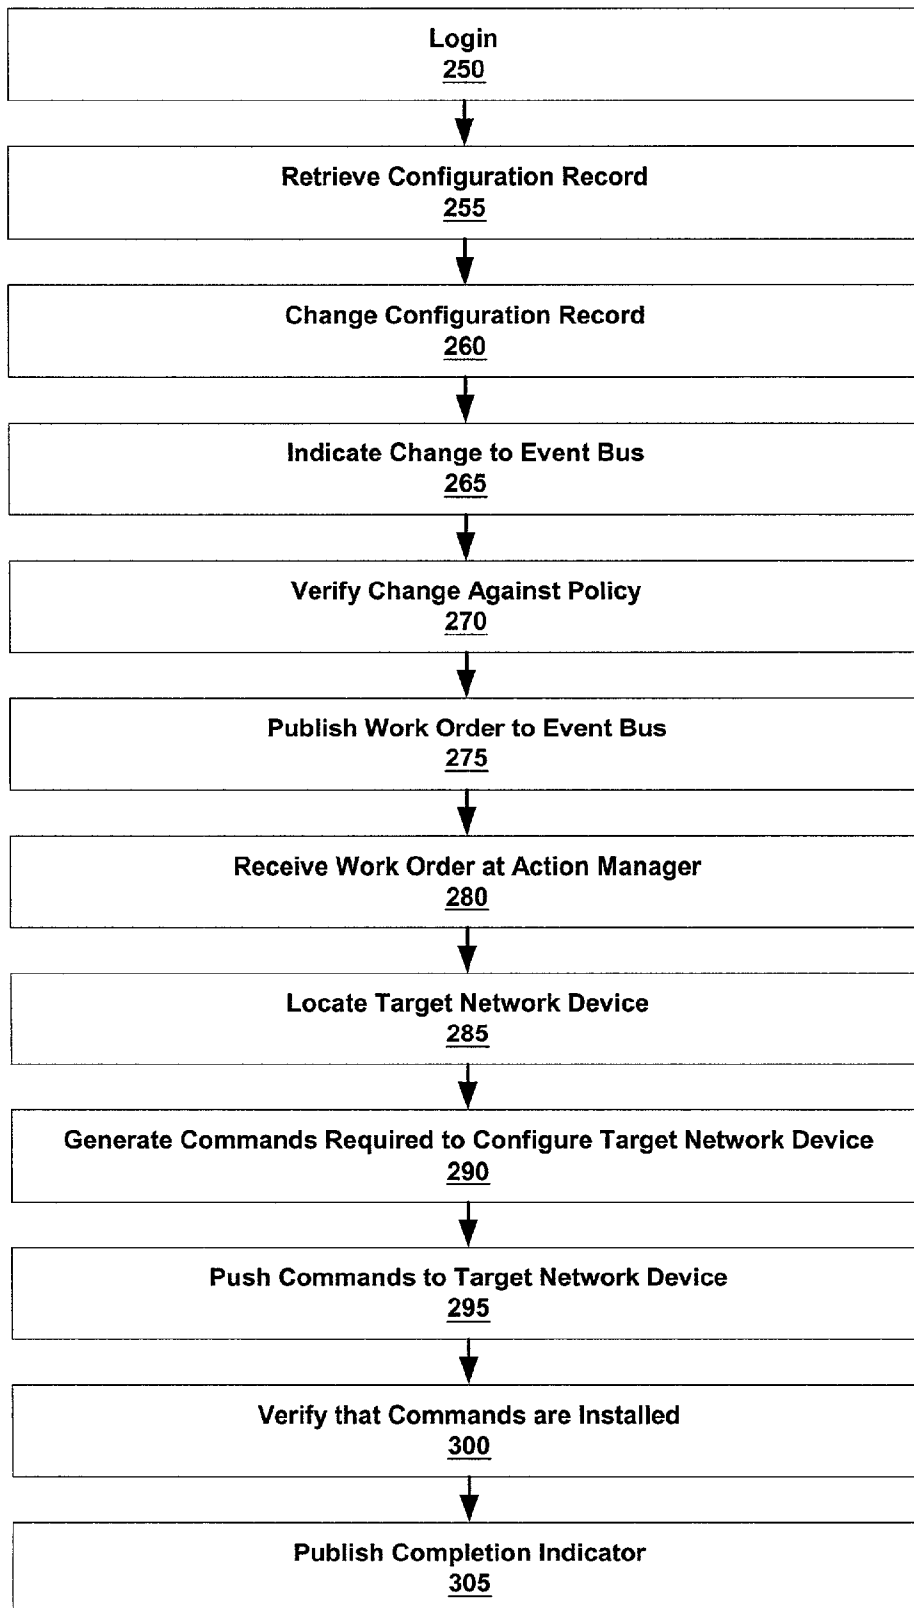 Login
250
Retrieve Configuration Record
255
Change Configuration Record
260
Indicate Change to Event Bus
265
Verify Change Against Policy
270
Publish Work Order to Event Bus
275
Receive Work Order at Action Manager
280
Locate Target Network Device
285
Generate Commands Required to Configure Target Network Device
290
Push Commands to Target Network Device
295
Verify that Commands are Installed
300
Publish Completion Indicator
305